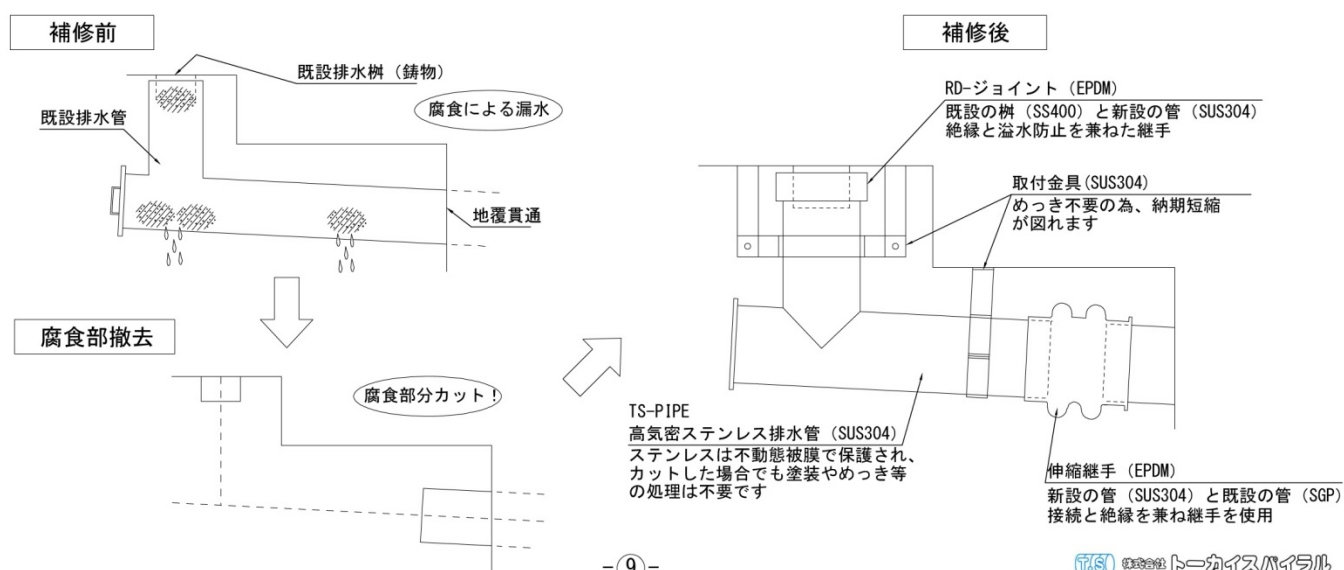 補修前
既設排水桝（鋳物）
腐食による漏水
既設排水管
地覆貫通
腐食部撤去
腐食部分カット！
補修後
RD-ジョイント（EPDM）
既設の桝（SS400）と新設の管（SUS304）
絶縁と溢水防止を兼ねた継手
取付金具(SUS304)
めっき不要の為、納期短縮
が図れます
TS-PIPE
高気密ステンレス排水管（SUS304）
ステンレスは不動態被膜で保護され、
カットした場合でも塗装やめっき等
の処理は不要です
伸縮継手（EPDM）
新設の管（SUS304）と既設の管（SGP）
接続と絶縁を兼ね継手を使用
-⑨-
T.S 株式会社トーカイスパイラル